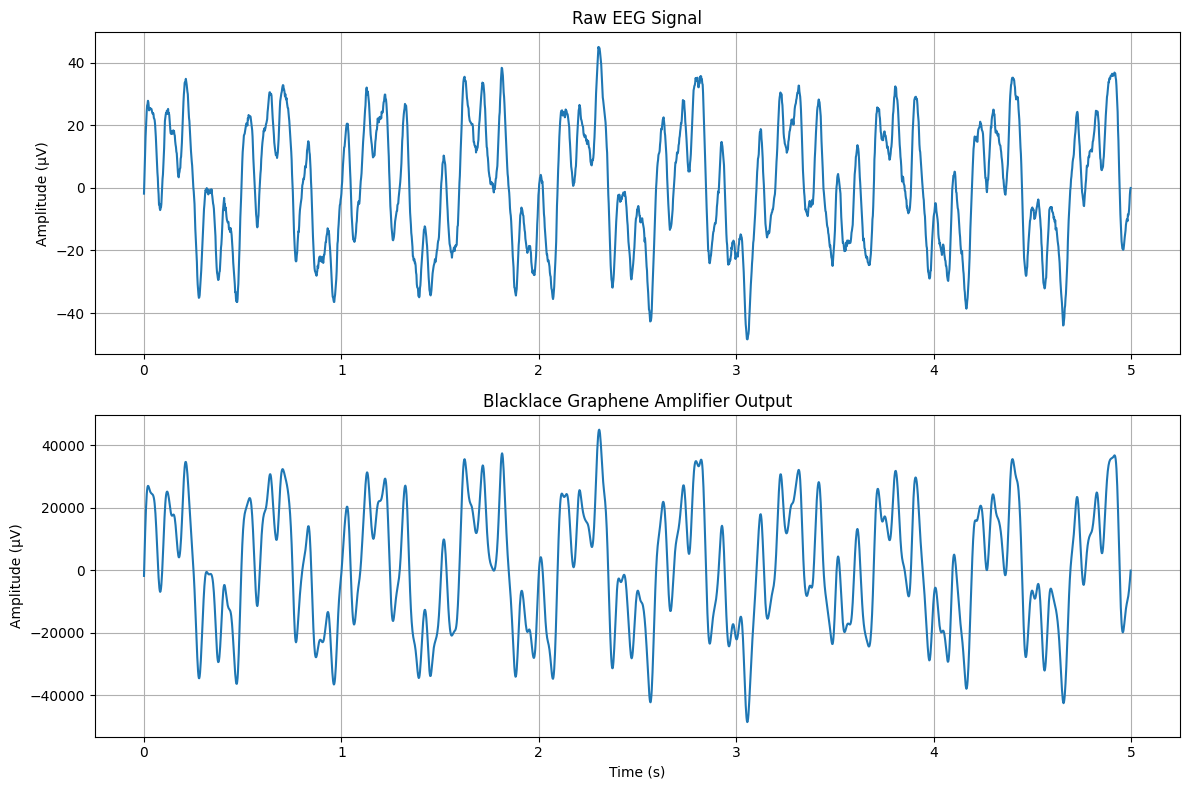 Raw EEG Signal
Amplitude (µV)
40
20
0
−20
−40
0 1 2 3 4 5
Blacklace Graphene Amplifier Output
Amplitude (µV)
40000
20000
0
−20000
−40000
0 1 2 3 4 5
Time (s)